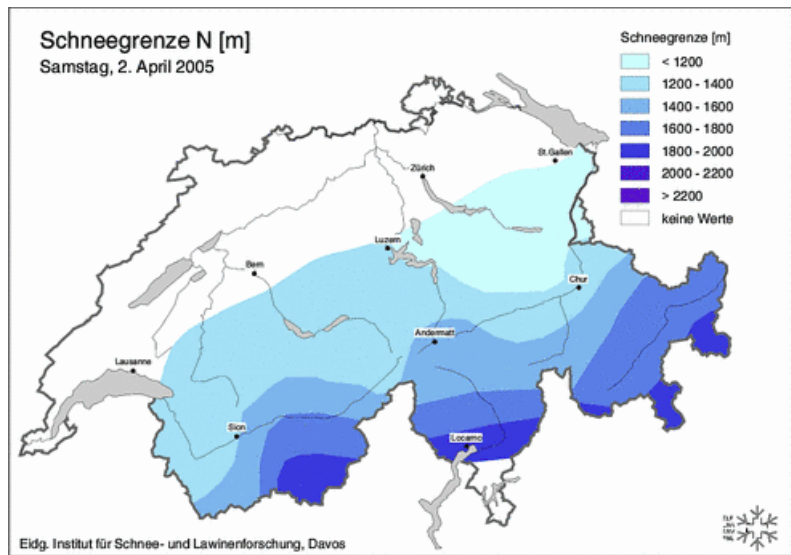 Schneegrenze N [m]
Samstag, 2. April 2005
Schneegrenze [m]
< 1200
1200 - 1400
1400 - 1600
1600 - 1800
1800 - 2000
2000 - 2200
> 2200
keine Werte
St.Gallen
Zürich
Luzern
Bern
Chur
Andermatt
Lausanne
Sion
Locarno
Eidg. Institut für Schnee- und Lawinenforschung, Davos